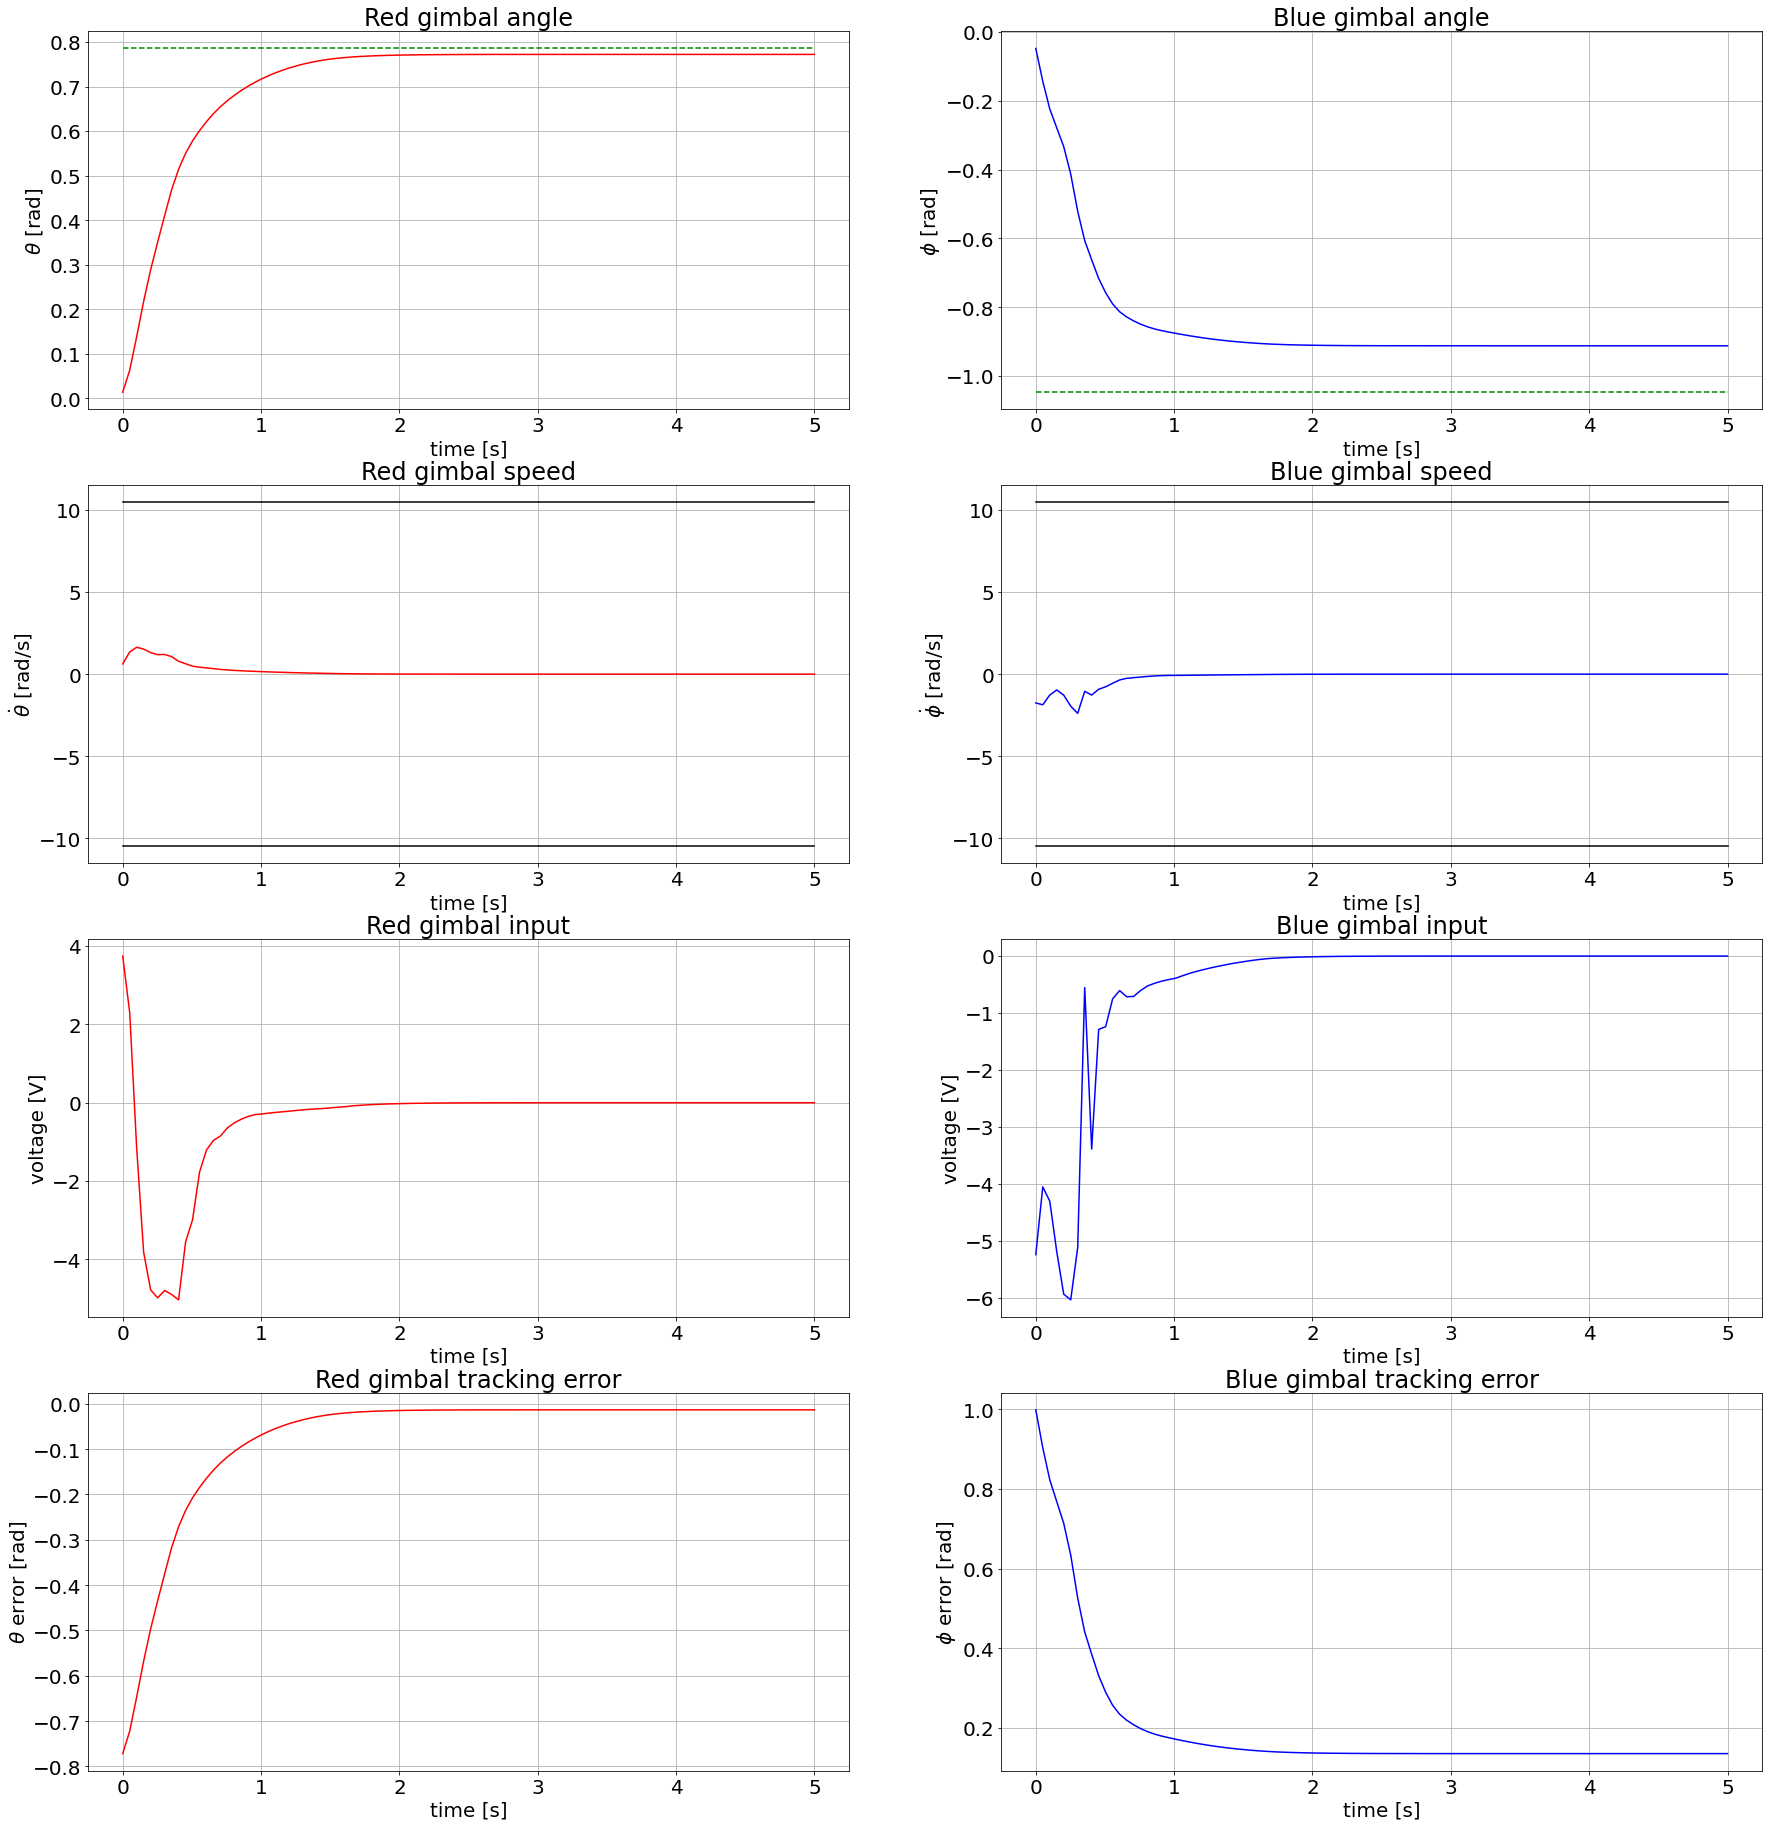 Red gimbal angle
θ [rad]
0.8
0.7
0.6
0.5
0.4
0.3
0.2
0.1
0.0
0 1 2 3 4 5
time [s]
Blue gimbal angle
ϕ [rad]
0.0
−0.2
−0.4
−0.6
−0.8
−1.0
0 1 2 3 4 5
time [s]
Red gimbal speed
θ̇ [rad/s]
10
5
0
−5
−10
0 1 2 3 4 5
time [s]
Blue gimbal speed
ϕ̇ [rad/s]
10
5
0
−5
−10
0 1 2 3 4 5
time [s]
Red gimbal input
voltage [V]
4
2
0
−2
−4
0 1 2 3 4 5
time [s]
Blue gimbal input
voltage [V]
0
−1
−2
−3
−4
−5
−6
0 1 2 3 4 5
time [s]
Red gimbal tracking error
θ error [rad]
0.0
−0.1
−0.2
−0.3
−0.4
−0.5
−0.6
−0.7
−0.8
0 1 2 3 4 5
time [s]
Blue gimbal tracking error
ϕ error [rad]
1.0
0.8
0.6
0.4
0.2
0 1 2 3 4 5
time [s]